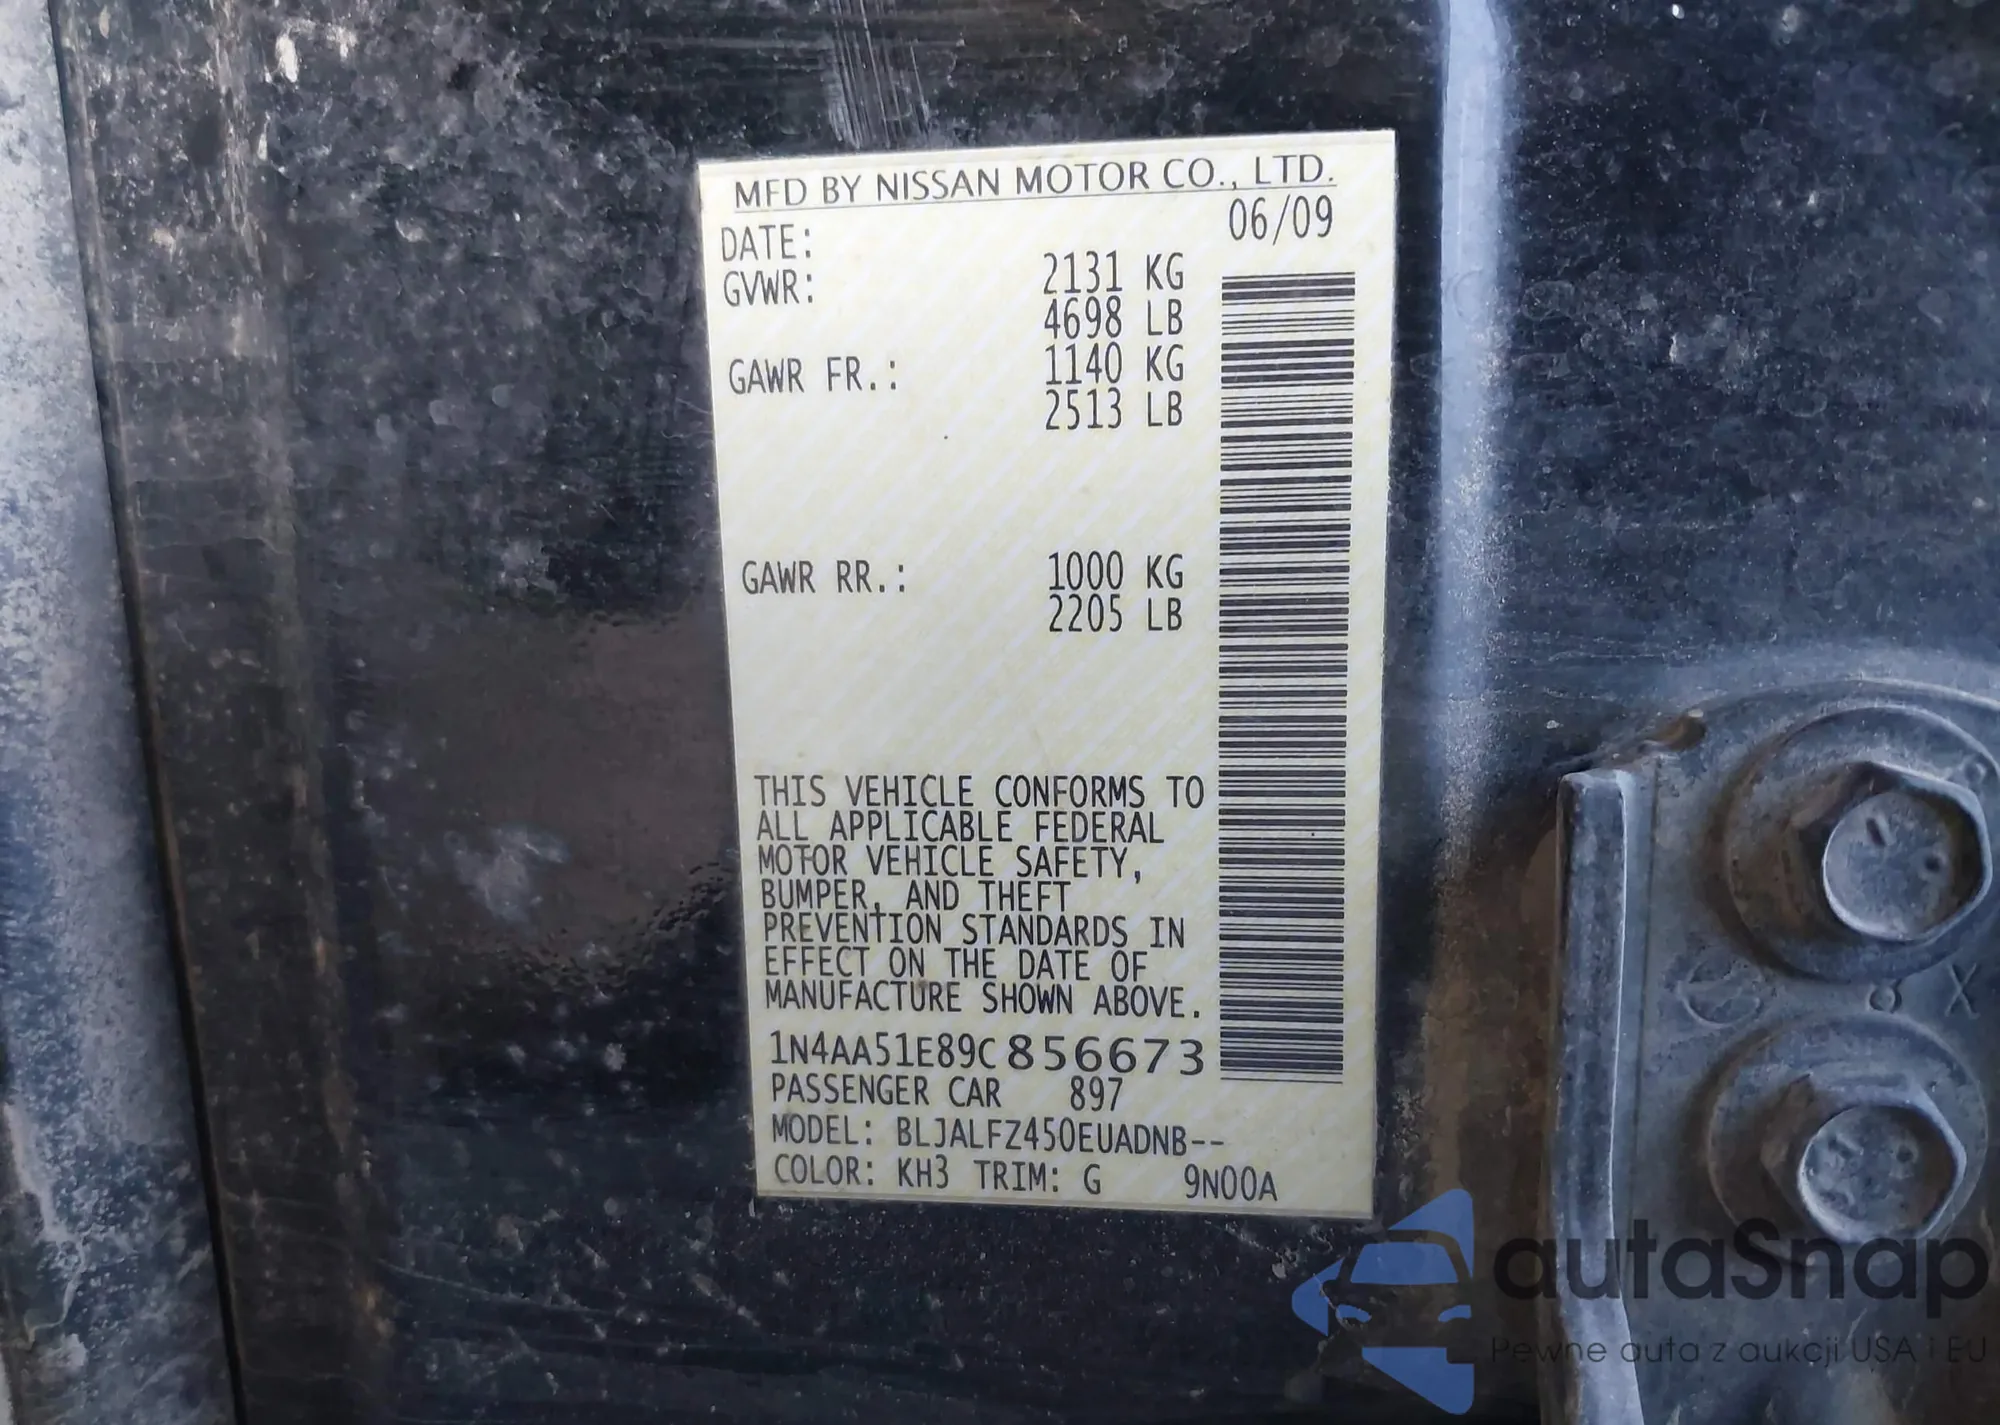 MFD BY NISSAN MOTOR CO., LTD.
DATE: 06/09
GVWR: 2131 KG
4698 LB
GAWR FR.: 1140 KG
2513 LB
GAWR RR.: 1000 KG
2205 LB
THIS VEHICLE CONFORMS TO
ALL APPLICABLE FEDERAL
MOTOR VEHICLE SAFETY,
BUMPER, AND THEFT
PREVENTION STANDARDS IN
EFFECT ON THE DATE OF
MANUFACTURE SHOWN ABOVE.
1N4AA51E89C856673
PASSENGER CAR 897
MODEL: BLJALFZ450EUADNB--
COLOR: KH3 TRIM: G 9N00A
autaSnap
Pewne auta z aukcji USA i EU